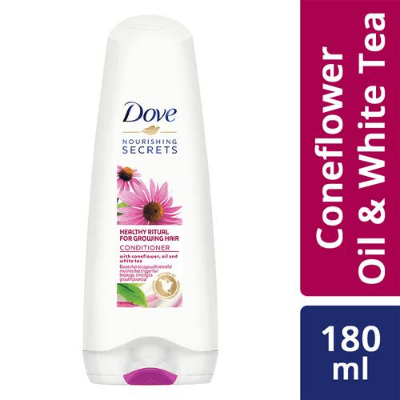 Dove
NOURISHING
SECRETS
HEALTHY RITUAL
FOR GROWING HAIR
CONDITIONER
with coneflower, oil and
white tea
Coneflower
Oil & White Tea
180
ml